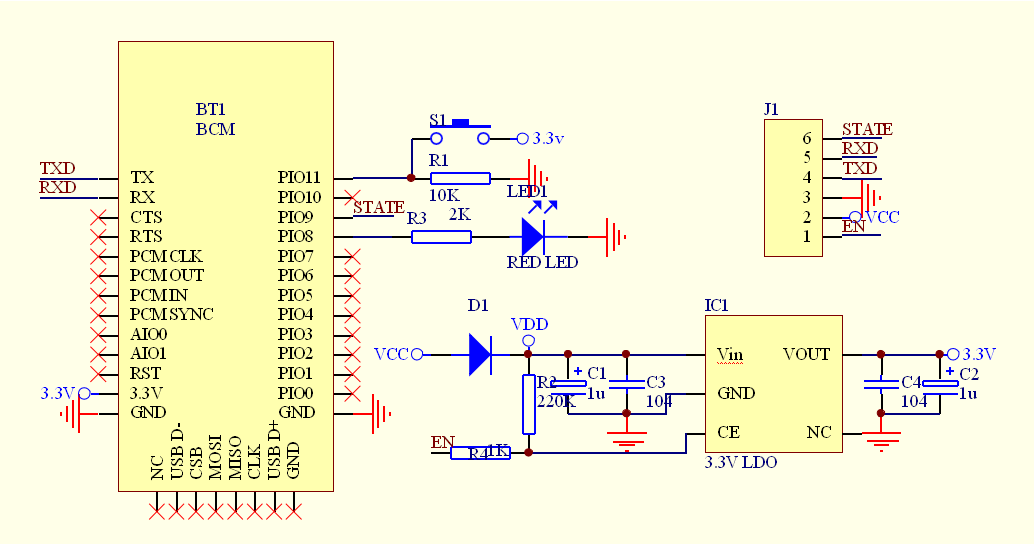 BT1
BCM
TXD
RXD
TX
RX
CTS
RTS
PCM CLK
PCM OUT
PCM IN
PCM SYNC
AIO0
AIO1
RST
3.3V
3.3V
GND
PIO11
PIO10
PIO9
PIO8
PIO7
PIO6
PIO5
PIO4
PIO3
PIO2
PIO1
PIO0
GND
NC
USB D-
CSB
MOSI
MISO
CLK
USB D+
GND
S1
3.3v
R1
10K
LED1
STATE
R3
2K
RED LED
J1
6
5
4
3
2
1
STATE
RXD
TXD
VCC
EN
D1
VCC
VDD
R2
220K
C1
1u
C3
104
EN
R4
1K
IC1
Vin
GND
CE
VOUT
NC
3.3V LDO
3.3V
C4
104
C2
1u